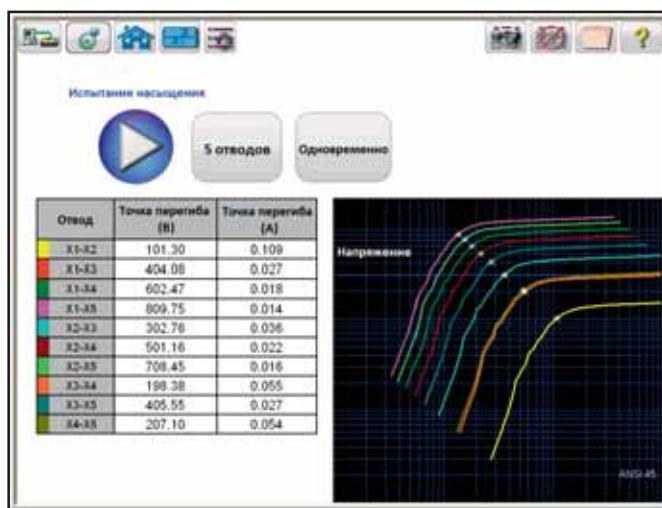 Испытание насыщения
5 отводов
Одновременно
Отвод Точка перегиба (В) Точка перегиба (А)
X1-X2 101.30 0.109
X1-X3 404.08 0.027
X1-X4 602.47 0.018
X1-X5 809.75 0.014
X2-X3 302.76 0.036
X2-X4 501.16 0.022
X2-X5 708.45 0.016
X3-X4 198.38 0.055
X3-X5 405.55 0.027
X4-X5 207.10 0.054
Напряжение
ANSI 45
?